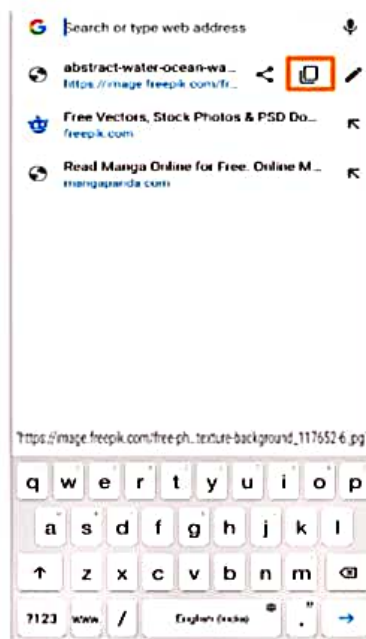 Search or type web address
abstract-water-ocean-wa...
https://image.freepik.com/fr...
Free Vectors, Stock Photos & PSD Do...
freepik.com
Read Manga Online for Free. Online M...
mangapanda.com
"https://image.freepik.com/free-ph...texture-background_117652-6.jpg
q w e r t y u i o p
a s d f g h j k l
z x c v b n m
?123 www. / English (India) .